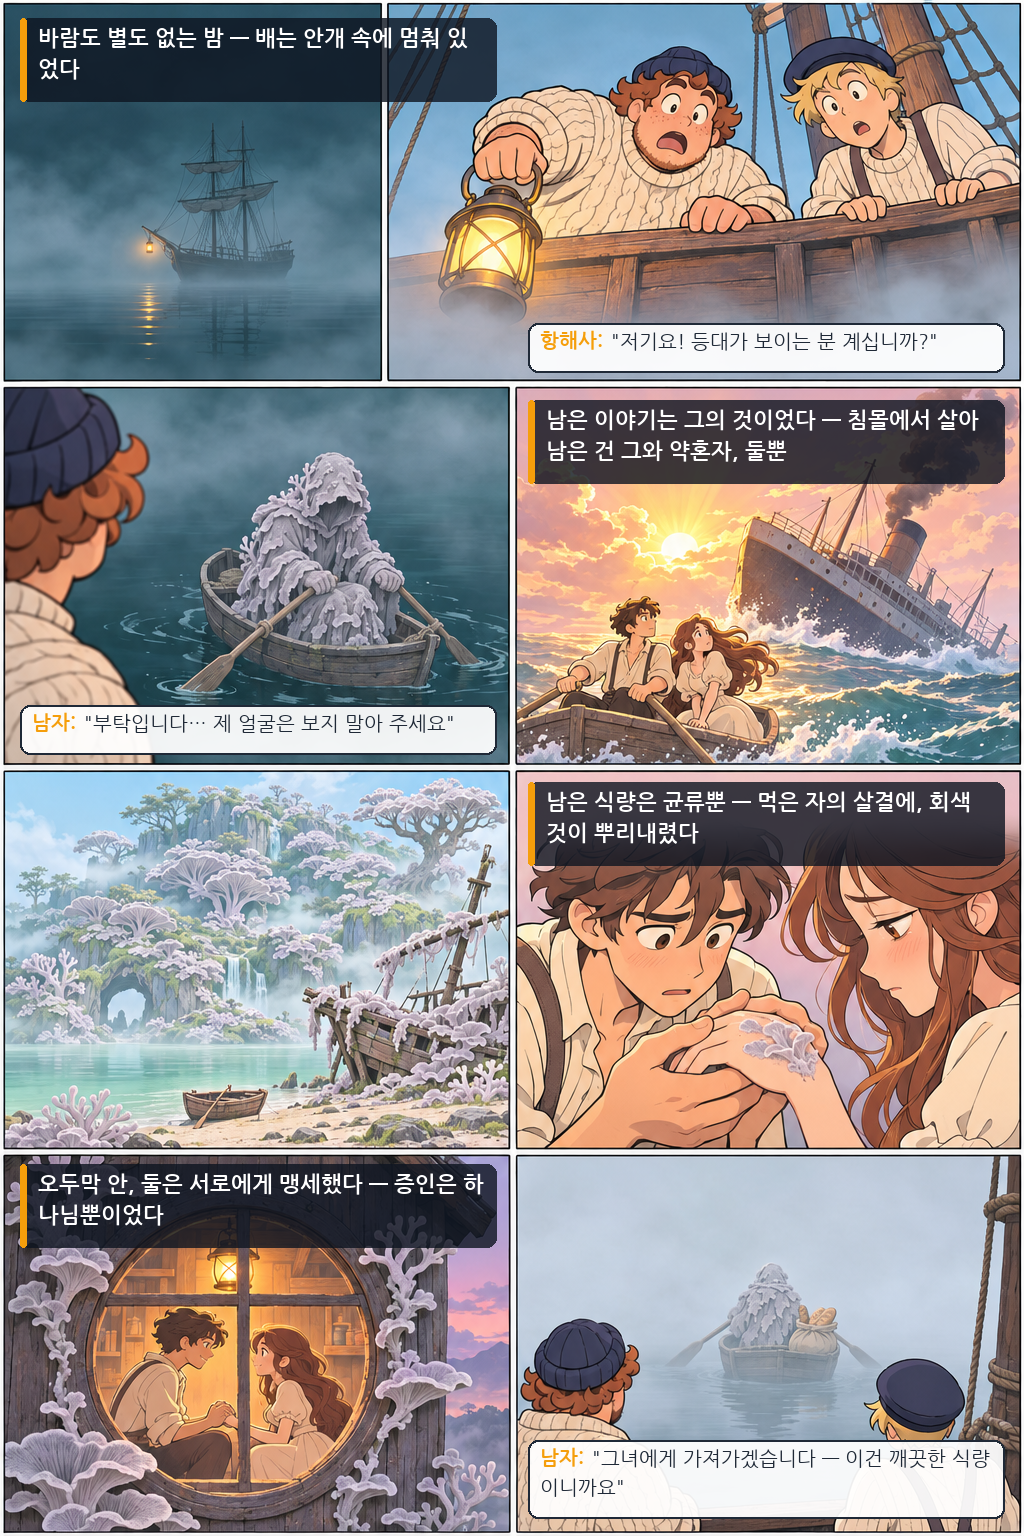 바람도 별도 없는 밤 — 배는 안개 속에 멈춰 있
었다
항해사: "저기요! 등대가 보이는 분 계십니까?"
남자: "부탁입니다… 제 얼굴은 보지 말아 주세요"
남은 이야기는 그의 것이었다 — 침몰에서 살아
남은 건 그와 약혼자, 둘뿐
남은 식량은 균류뿐 — 먹은 자의 살결에, 회색
것이 뿌리내렸다
오두막 안, 둘은 서로에게 맹세했다 — 증인은 하
나님뿐이었다
남자: "그녀에게 가져가겠습니다 — 이건 깨끗한 식량
이니까요"